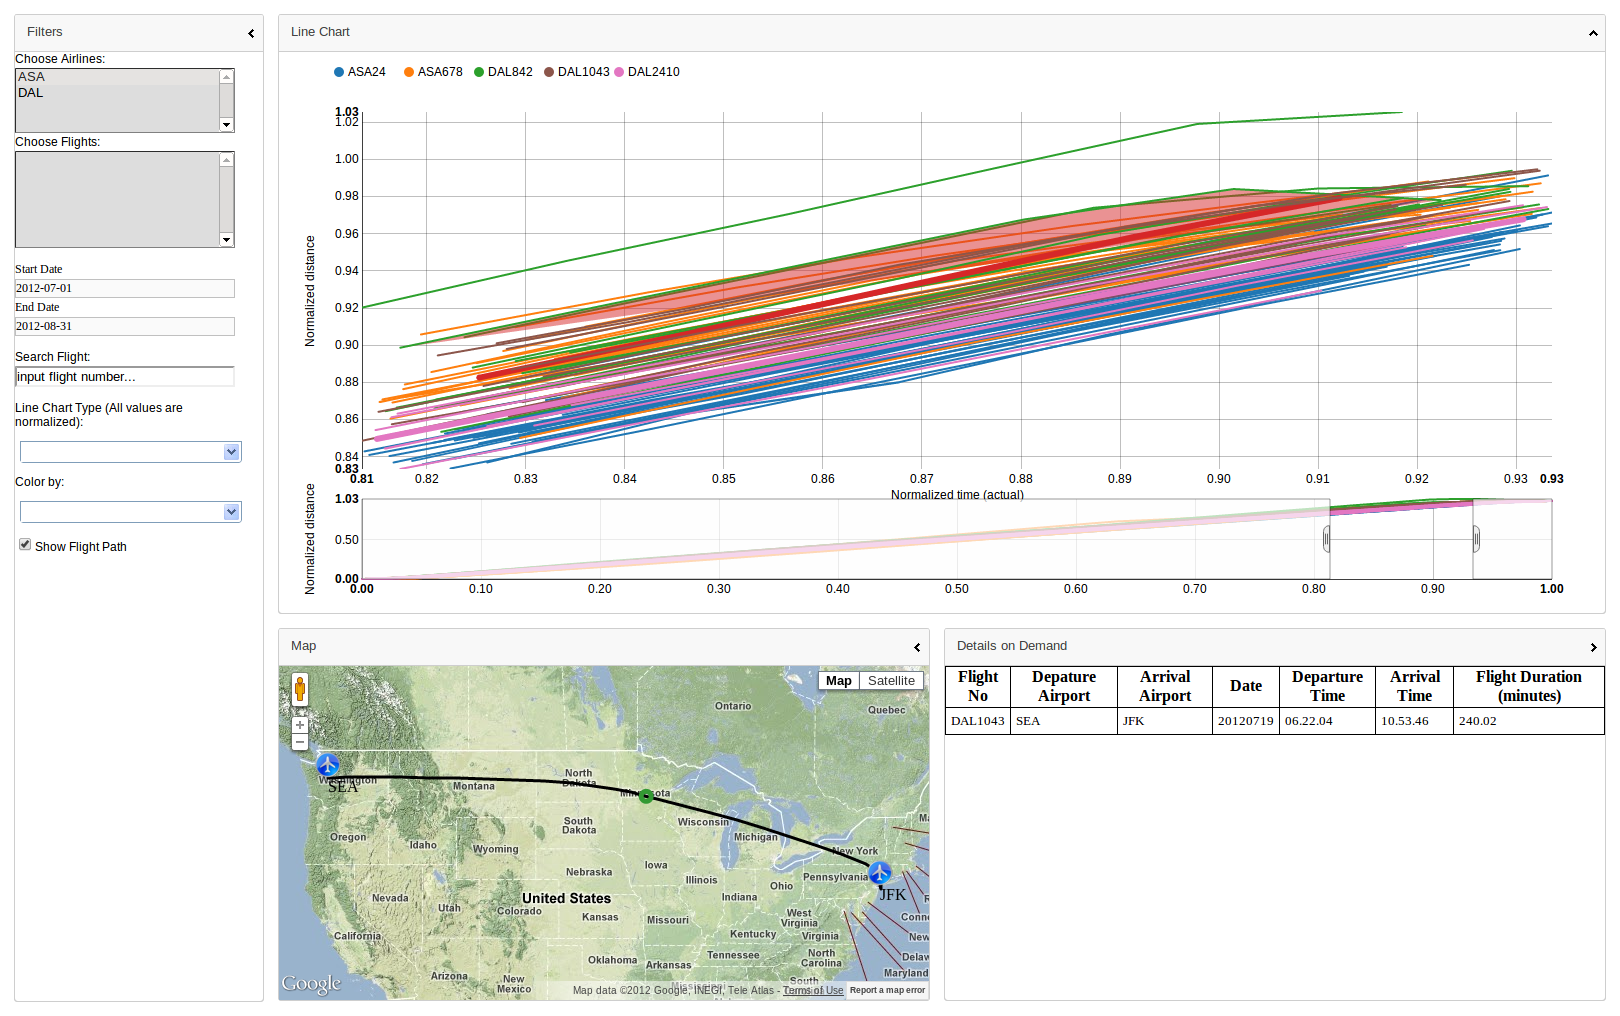 Filters
Choose Airlines:
ASA
DAL
Choose Flights:
Start Date
2012-07-01
End Date
2012-08-31
Search Flight:
input flight number...
Line Chart Type (All values are
normalized):
Color by:
Show Flight Path
Line Chart
ASA24 ASA678 DAL842 DAL1043 DAL2410
1.03
1.02
1.00
0.98
0.96
0.94
0.92
0.90
0.88
0.86
0.84
0.83
Normalized distance
0.81 0.82 0.83 0.84 0.85 0.86 0.87 0.88 0.89 0.90 0.91 0.92 0.93 0.93
Normalized time (actual)
1.03
0.50
0.00
Normalized distance
0.00 0.10 0.20 0.30 0.40 0.50 0.60 0.70 0.80 0.90 1.00
Map
Map Satellite
Ontario
Quebec
Washington
SEA
Montana
North
Dakota
Oregon
Idaho
Wyoming
South
Dakota
Wisconsin
Michigan
New York
Nebraska
Iowa
Illinois
Indiana
Ohio
Pennsylvania
JFK
Nevada
Utah
Colorado
United States
Kansas
Missouri
West
Virginia
Virginia
Kentucky
California
Arizona
New
Mexico
Oklahoma
Arkansas
Tennessee
North
Carolina
South
Conne
New
Delaw
Maryland
Google
Map data ©2012 Google, INEGI, Tele Atlas - Terms of Use
Report a map error
Details on Demand
Flight No Depature Airport Arrival Airport Date Departure Time Arrival Time Flight Duration (minutes)
DAL1043 SEA JFK 20120719 06.22.04 10.53.46 240.02